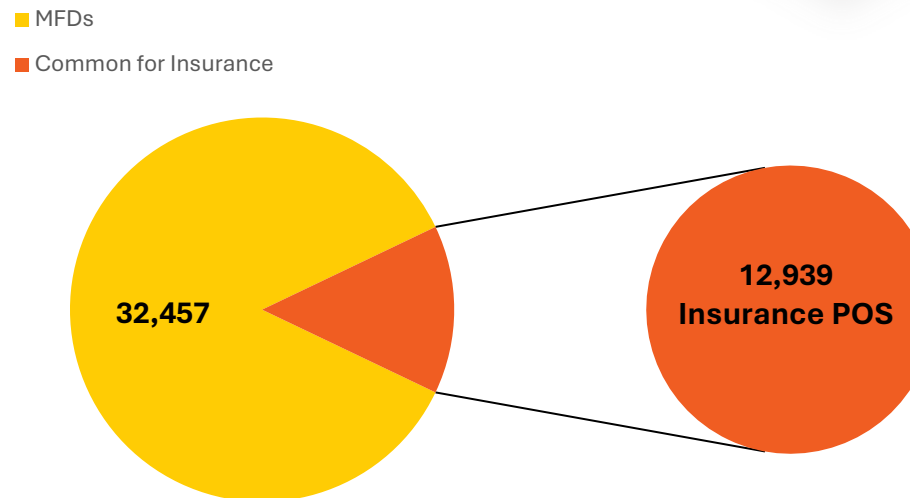 MFDs
Common for Insurance
32,457
12,939
Insurance POS